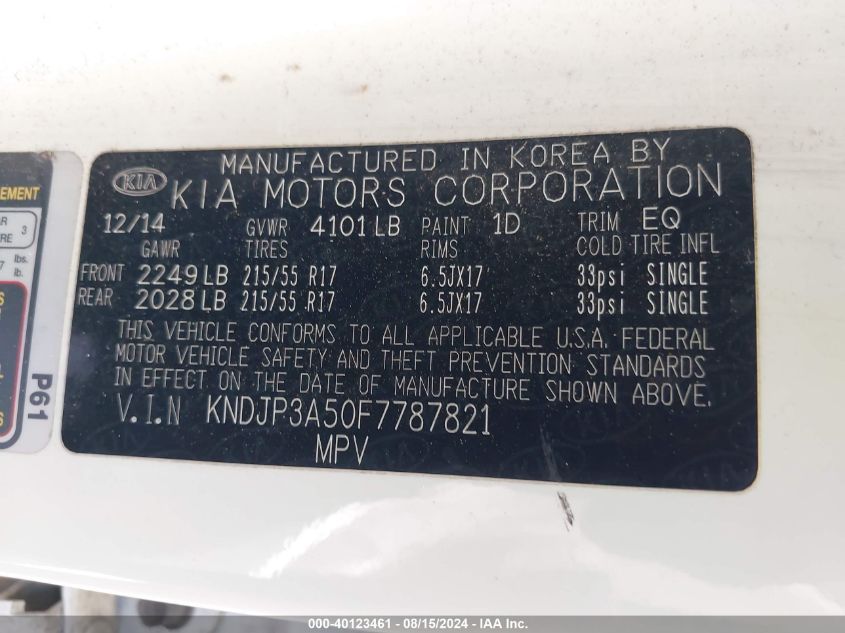 MANUFACTURED IN KOREA BY
KIA
KIA MOTORS CORPORATION
12/14 GVWR 4101 LB PAINT 1D TRIM EQ
GAWR TIRES RIMS COLD TIRE INFL
FRONT 2249 LB 215/55 R17 6.5JX17 33psi SINGLE
REAR 2028 LB 215/55 R17 6.5JX17 33psi SINGLE
THIS VEHICLE CONFORMS TO ALL APPLICABLE U.S.A. FEDERAL
MOTOR VEHICLE SAFETY AND THEFT PREVENTION STANDARDS
IN EFFECT ON THE DATE OF MANUFACTURE SHOWN ABOVE.
V.I.N KNDJP3A50F7787821
MPV
3
lbs.
lb.
P61
000-40123461 - 08/15/2024 - IAA Inc.